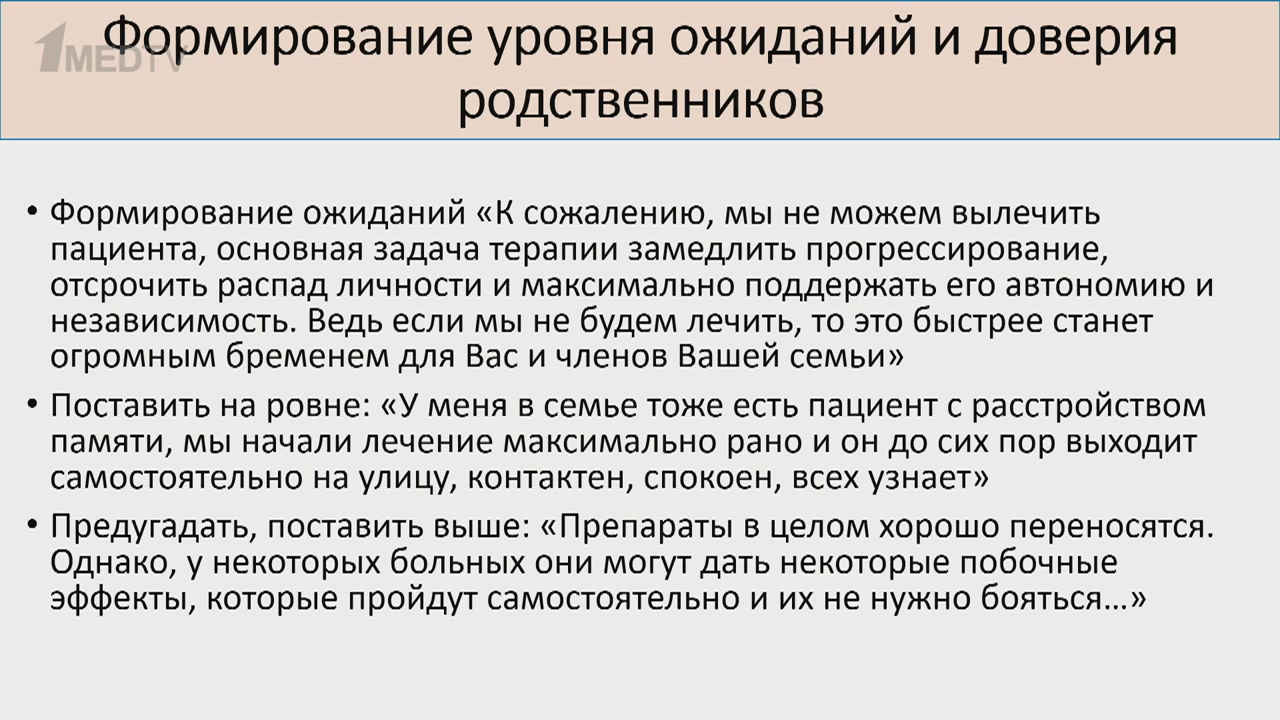 Формирование уровня ожиданий и доверия
родственников
1MEDTV
• Формирование ожиданий «К сожалению, мы не можем вылечить
пациента, основная задача терапии замедлить прогрессирование,
отсрочить распад личности и максимально поддержать его автономию и
независимость. Ведь если мы не будем лечить, то это быстрее станет
огромным бременем для Вас и членов Вашей семьи»
• Поставить на ровне: «У меня в семье тоже есть пациент с расстройством
памяти, мы начали лечение максимально рано и он до сих пор выходит
самостоятельно на улицу, контактен, спокоен, всех узнает»
• Предугадать, поставить выше: «Препараты в целом хорошо переносятся.
Однако, у некоторых больных они могут дать некоторые побочные
эффекты, которые пройдут самостоятельно и их не нужно бояться…»